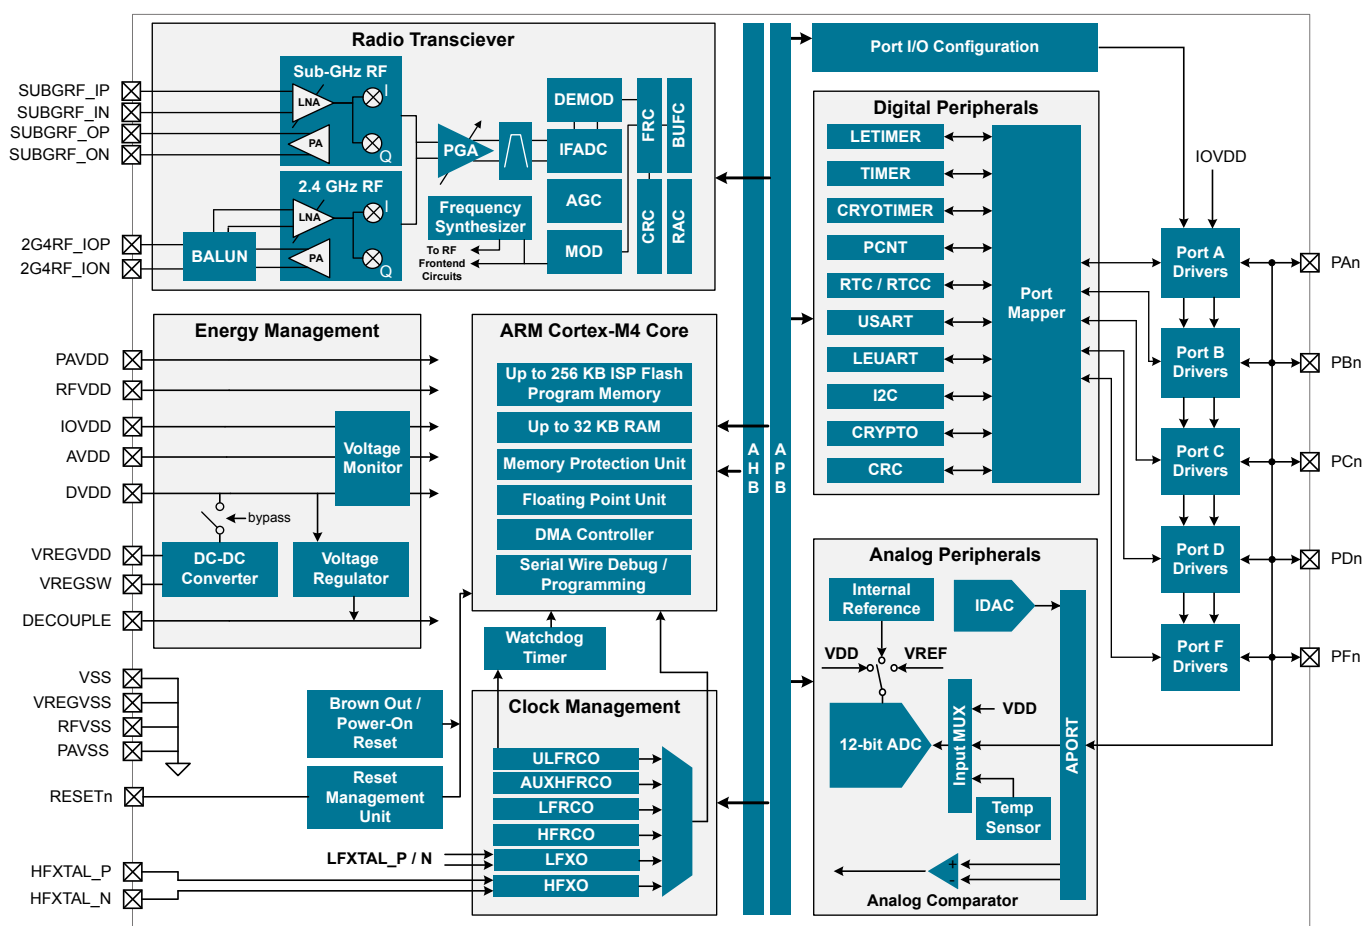 Radio Transciever
SUBGRF_IP
SUBGRF_IN
SUBGRF_OP
SUBGRF_ON
2G4RF_IOP
2G4RF_ION
Sub-GHz RF
LNA
I
PA
Q
2.4 GHz RF
LNA
I
PA
Q
BALUN
PGA
DEMOD
IFADC
AGC
MOD
FRC
BUFC
CRC
RAC
Frequency
Synthesizer
To RF
Frontend
Circuits
Energy Management
PAVDD
RFVDD
IOVDD
AVDD
DVDD
VREGVDD
VREGSW
DECOUPLE
Voltage
Monitor
bypass
DC-DC
Converter
Voltage
Regulator
VSS
VREGVSS
RFVSS
PAVSS
RESETn
HFXTAL_P
HFXTAL_N
ARM Cortex-M4 Core
Up to 256 KB ISP Flash
Program Memory
Up to 32 KB RAM
Memory Protection Unit
Floating Point Unit
DMA Controller
Serial Wire Debug /
Programming
Watchdog
Timer
Brown Out /
Power-On
Reset
Reset
Management
Unit
Clock Management
ULFRCO
AUXHFRCO
LFRCO
HFRCO
LFXO
HFXO
LFXTAL_P / N
AHB
APB
Port I/O Configuration
Digital Peripherals
LETIMER
TIMER
CRYOTIMER
PCNT
RTC / RTCC
USART
LEUART
I2C
CRYPTO
CRC
Port
Mapper
IOVDD
Port A
Drivers
Port B
Drivers
Port C
Drivers
Port D
Drivers
Port F
Drivers
PAn
PBn
PCn
PDn
PFn
Analog Peripherals
Internal
Reference
IDAC
VDD
VREF
12-bit ADC
Input MUX
VDD
Temp
Sensor
APORT
+
-
Analog Comparator